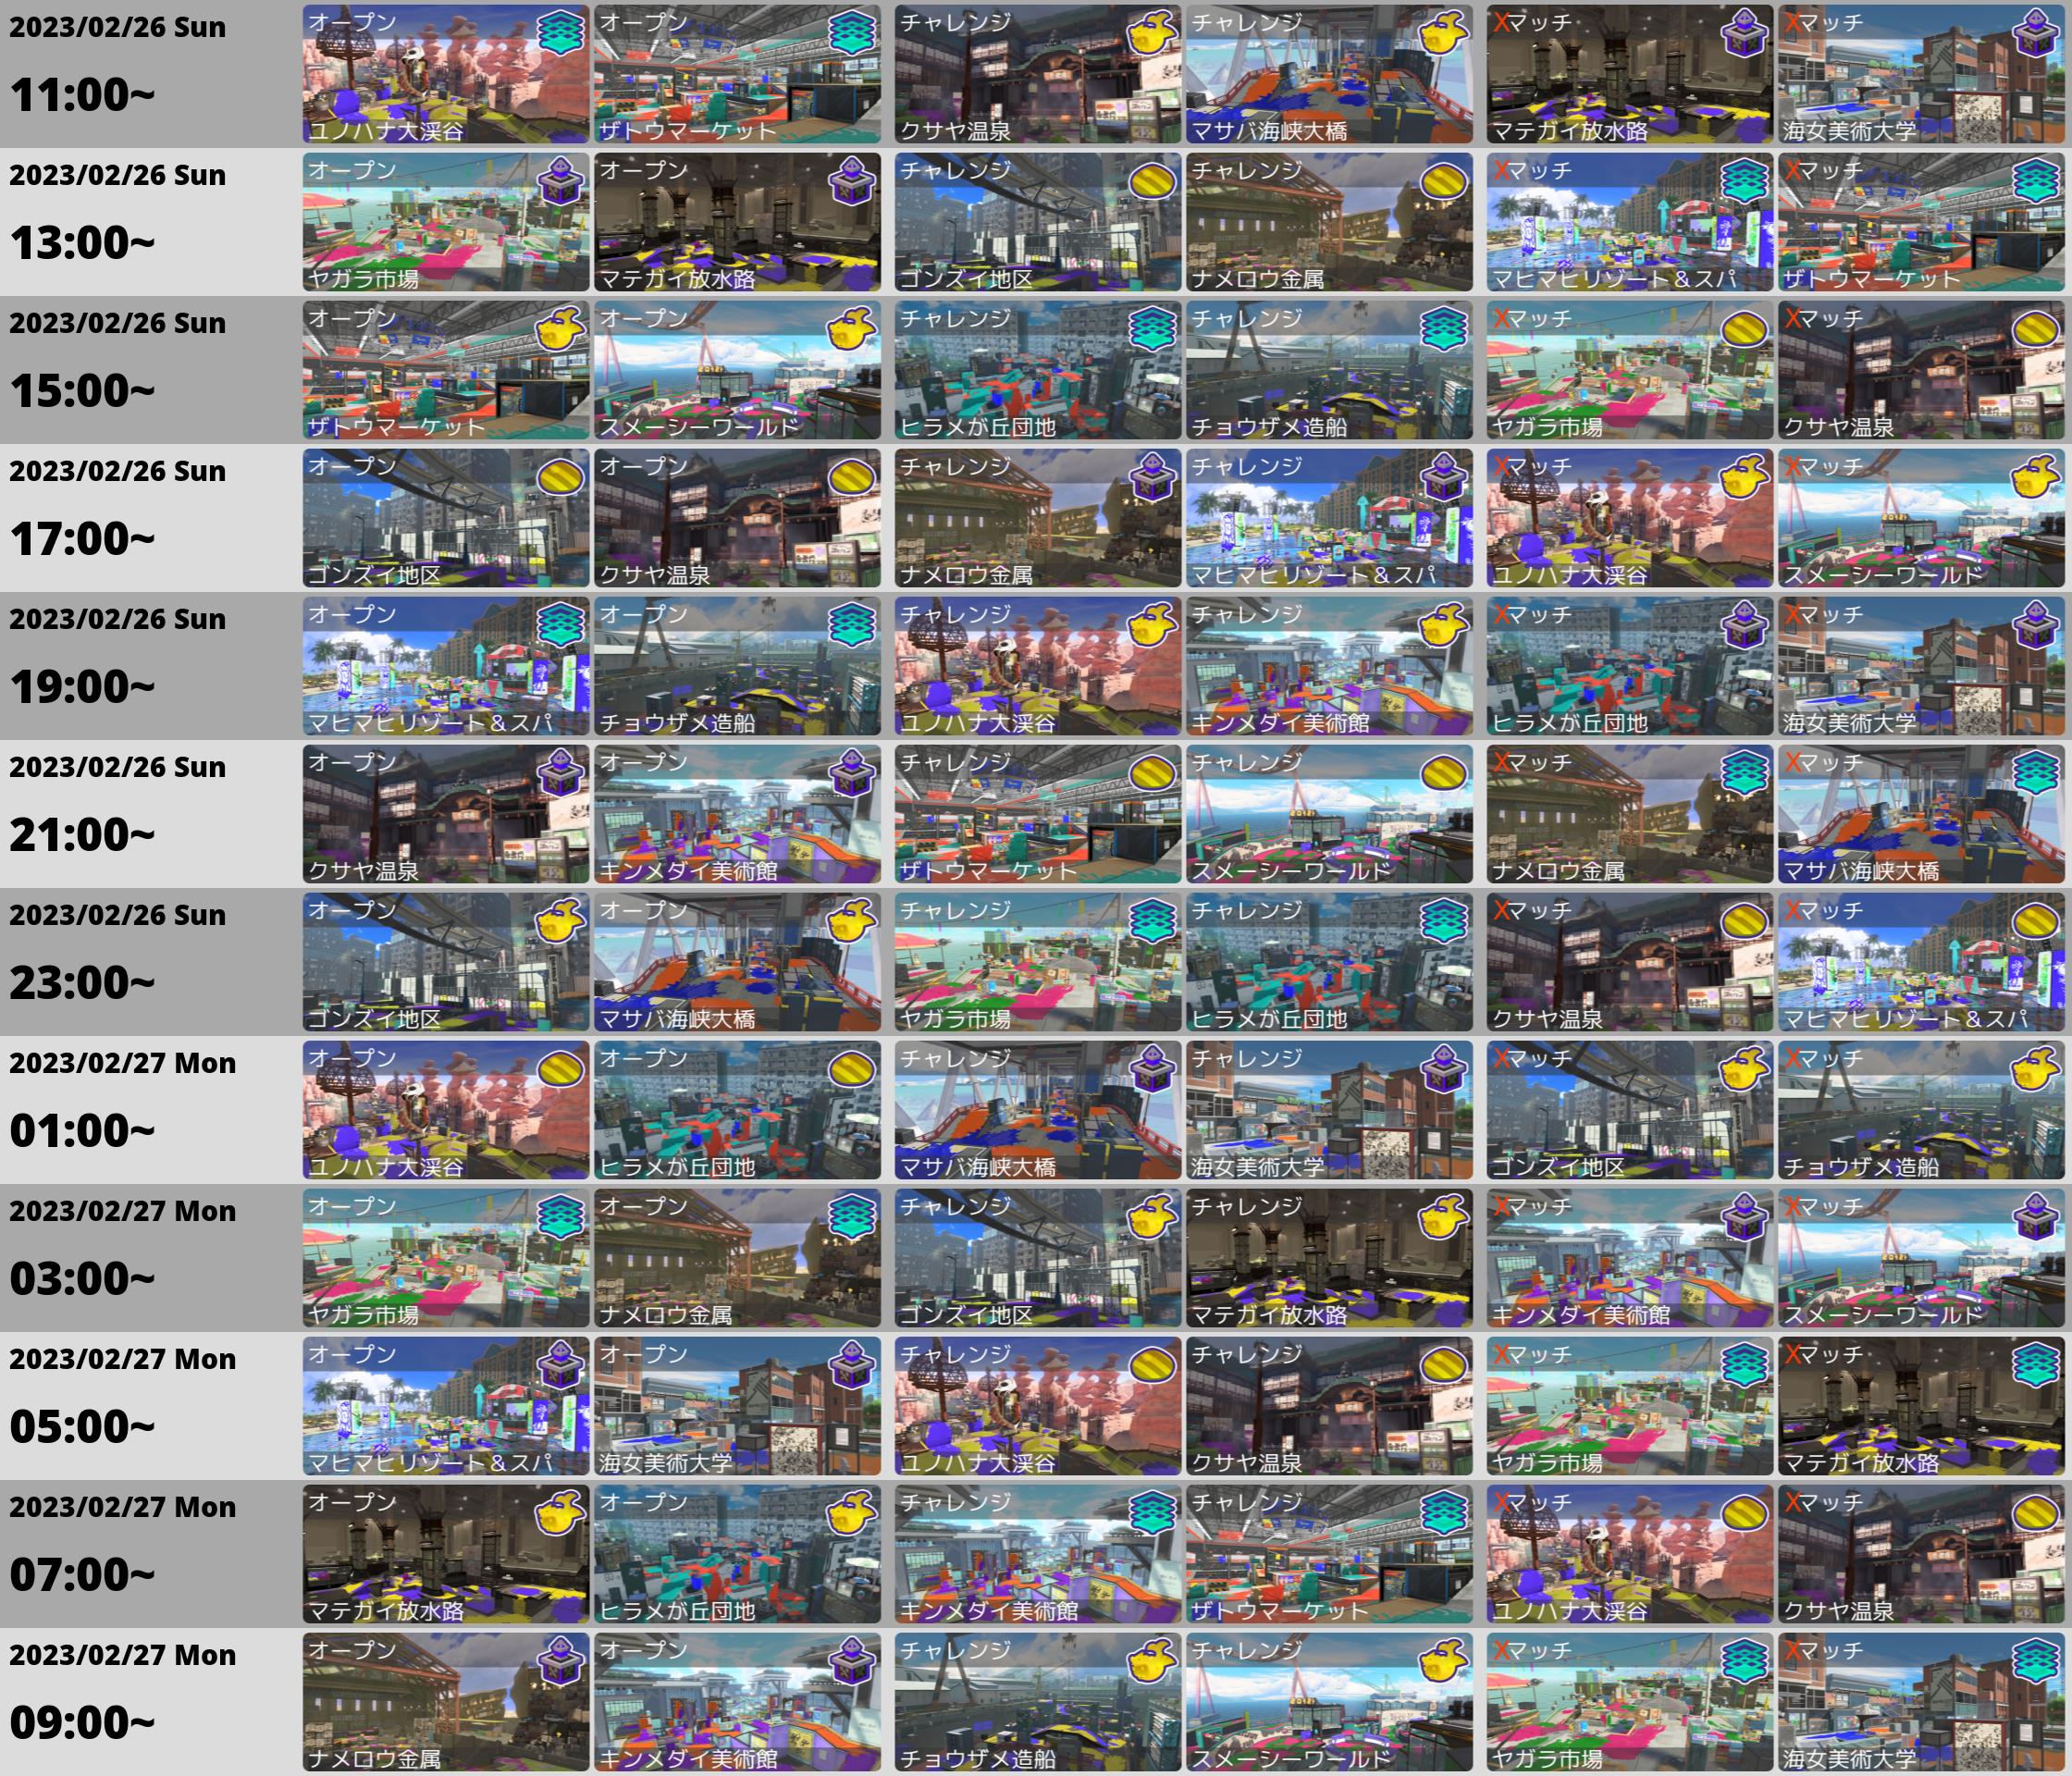 2023/02/26 Sun
11:00~
オープン オープン チャレンジ チャレンジ Xマッチ Xマッチ
ユノハナ大渓谷 ザトウマーケット クサヤ温泉 マサバ海峡大橋 マテガイ放水路 海女美術大学
2023/02/26 Sun
13:00~
オープン オープン チャレンジ チャレンジ Xマッチ Xマッチ
ヤガラ市場 マテガイ放水路 ゴンズイ地区 ナメロウ金属 マヒマヒリゾート&スパ ザトウマーケット
2023/02/26 Sun
15:00~
オープン オープン チャレンジ チャレンジ Xマッチ Xマッチ
ザトウマーケット スメーシーワールド ヒラメが丘団地 チョウザメ造船 ヤガラ市場 クサヤ温泉
2023/02/26 Sun
17:00~
オープン オープン チャレンジ チャレンジ Xマッチ Xマッチ
ゴンズイ地区 クサヤ温泉 ナメロウ金属 マヒマヒリゾート&スパ ユノハナ大渓谷 スメーシーワールド
2023/02/26 Sun
19:00~
オープン オープン チャレンジ チャレンジ Xマッチ Xマッチ
マヒマヒリゾート&スパ チョウザメ造船 ユノハナ大渓谷 キンメダイ美術館 ヒラメが丘団地 海女美術大学
2023/02/26 Sun
21:00~
オープン オープン チャレンジ チャレンジ Xマッチ Xマッチ
クサヤ温泉 キンメダイ美術館 ザトウマーケット スメーシーワールド ナメロウ金属 マサバ海峡大橋
2023/02/26 Sun
23:00~
オープン オープン チャレンジ チャレンジ Xマッチ Xマッチ
ゴンズイ地区 マサバ海峡大橋 ヤガラ市場 ヒラメが丘団地 クサヤ温泉 マヒマヒリゾート&スパ
2023/02/27 Mon
01:00~
オープン オープン チャレンジ チャレンジ Xマッチ Xマッチ
ユノハナ大渓谷 ヒラメが丘団地 マサバ海峡大橋 海女美術大学 ゴンズイ地区 チョウザメ造船
2023/02/27 Mon
03:00~
オープン オープン チャレンジ チャレンジ Xマッチ Xマッチ
ヤガラ市場 ナメロウ金属 ゴンズイ地区 マテガイ放水路 キンメダイ美術館 スメーシーワールド
2023/02/27 Mon
05:00~
オープン オープン チャレンジ チャレンジ Xマッチ Xマッチ
マヒマヒリゾート&スパ 海女美術大学 ユノハナ大渓谷 クサヤ温泉 ヤガラ市場 マテガイ放水路
2023/02/27 Mon
07:00~
オープン オープン チャレンジ チャレンジ Xマッチ Xマッチ
マテガイ放水路 ヒラメが丘団地 キンメダイ美術館 ザトウマーケット ユノハナ大渓谷 クサヤ温泉
2023/02/27 Mon
09:00~
オープン オープン チャレンジ チャレンジ Xマッチ Xマッチ
ナメロウ金属 キンメダイ美術館 チョウザメ造船 スメーシーワールド ヤガラ市場 海女美術大学